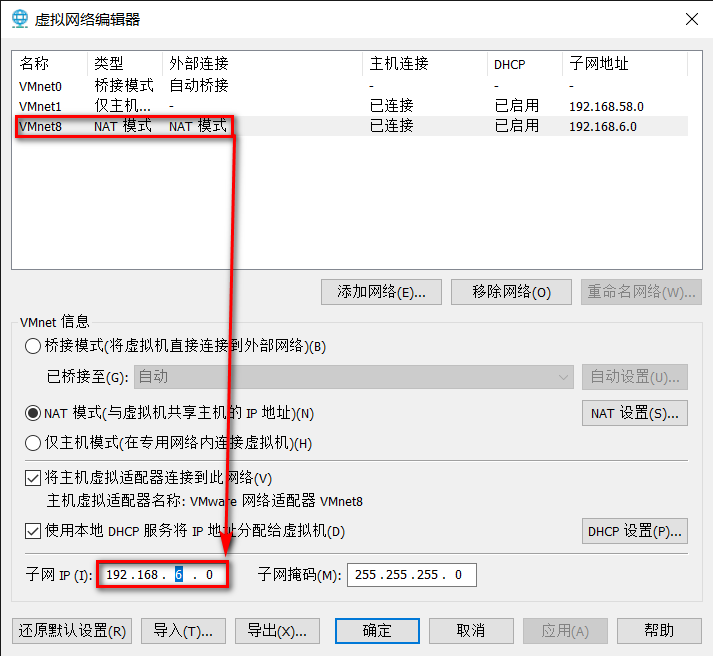 虚拟网络编辑器
名称 类型 外部连接 主机连接 DHCP 子网地址
VMnet0 桥接模式 自动桥接 - - -
VMnet1 仅主机... - 已连接 已启用 192.168.58.0
VMnet8 NAT 模式 NAT 模式 已连接 已启用 192.168.6.0
添加网络(E)... 移除网络(O) 重命名网络(W)...
VMnet 信息
桥接模式(将虚拟机直接连接到外部网络)(B)
已桥接至(G): 自动 自动设置(U)...
NAT 模式(与虚拟机共享主机的 IP 地址)(N) NAT 设置(S)...
仅主机模式(在专用网络内连接虚拟机)(H)
将主机虚拟适配器连接到此网络(V)
主机虚拟适配器名称: VMware 网络适配器 VMnet8
使用本地 DHCP 服务将 IP 地址分配给虚拟机(D) DHCP 设置(P)...
子网 IP (I): 192 .168 . 6 . 0 子网掩码(M): 255 .255 .255 . 0
还原默认设置(R) 导入(T)... 导出(X)... 确定 取消 应用(A) 帮助